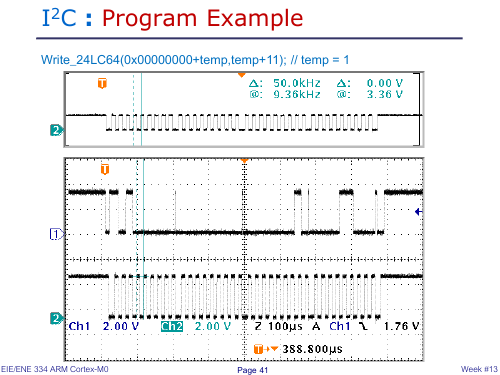 I²C : Program Example
Write_24LC64(0x00000000+temp,temp+11); // temp = 1
T
Δ: 50.0kHz Δ: 0.00 V
@: 9.36kHz @: 3.36 V
2
T
1
2
Ch1 2.00 V Ch2 2.00 V Z 100µs A Ch1 1.76 V
T 388.800µs
EIE/ENE 334 ARM Cortex-M0 Page 41 Week #13